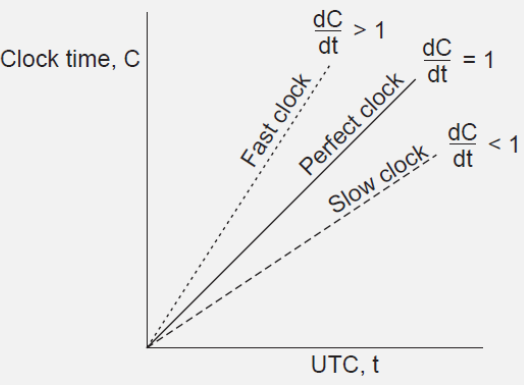 dC/dt > 1
dC/dt = 1
Clock time, C
Fast clock
Perfect clock
dC/dt < 1
Slow clock
UTC, t